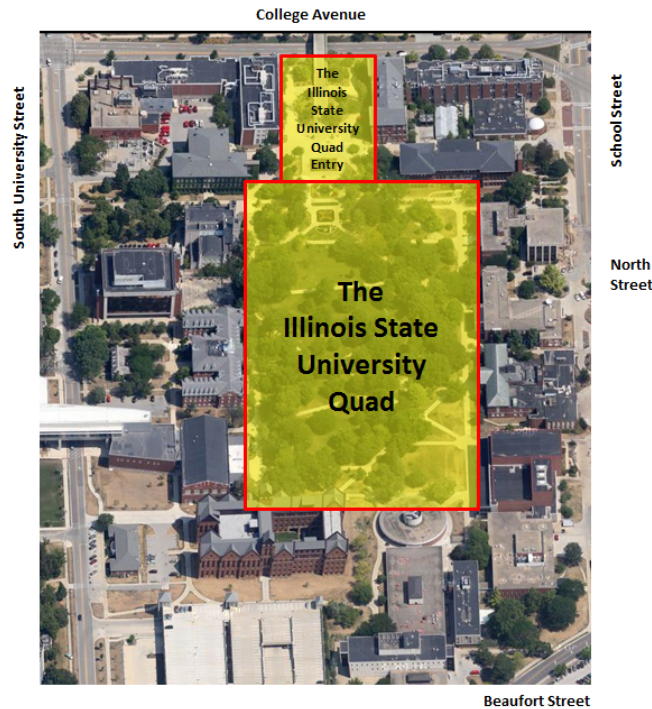 College Avenue
South University Street
The
Illinois
State
University
Quad
Entry
School Street
North
Street
The
Illinois State
University
Quad
Beaufort Street